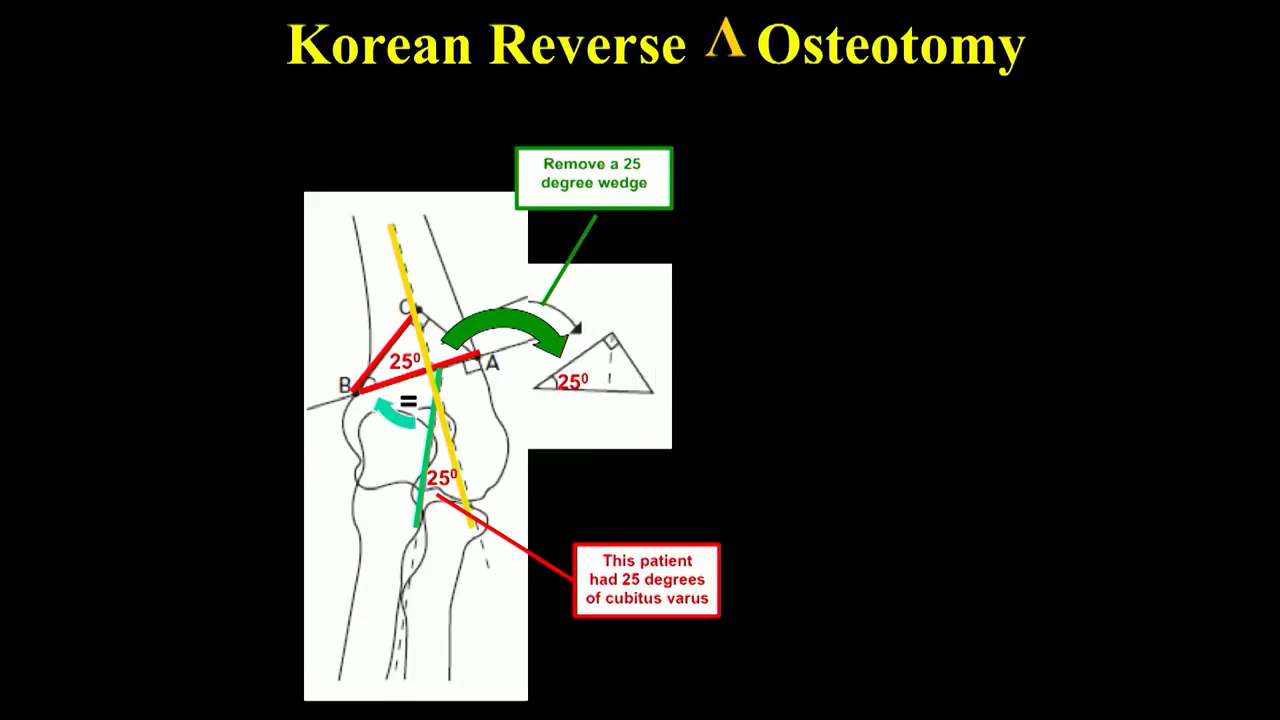 Korean Reverse Λ Osteotomy
Remove a 25
degree wedge
C
25⁰
A
B
25⁰
=
25⁰
This patient
had 25 degrees
of cubitus varus